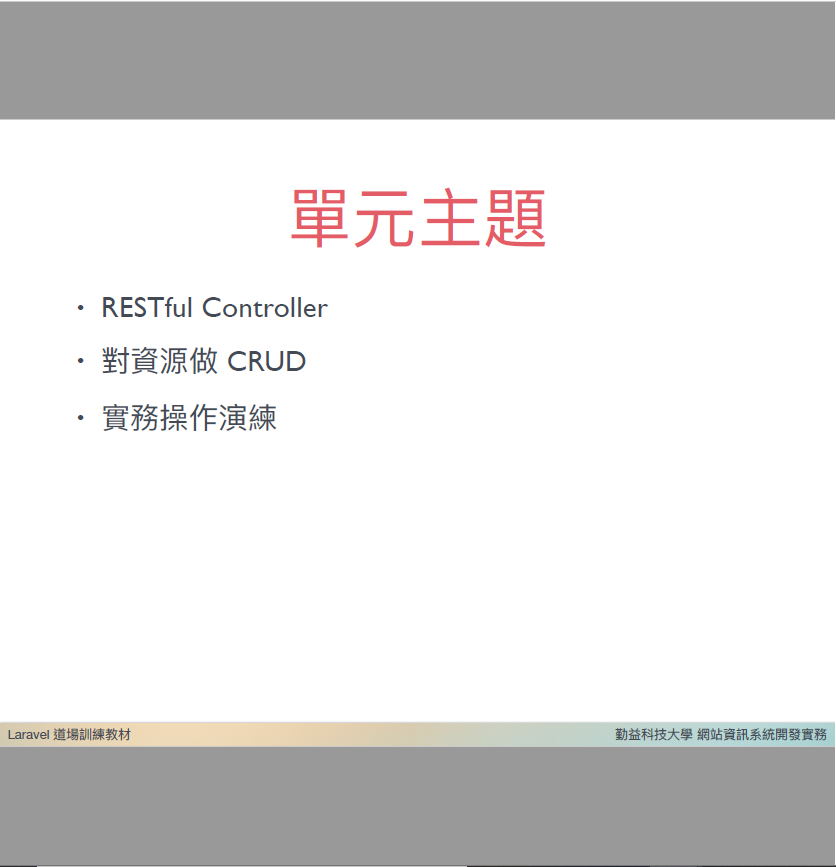 單元主題
• RESTful Controller
• 對資源做 CRUD
• 實務操作演練
Laravel 道場訓練教材
勤益科技大學 網站資訊系統開發實務